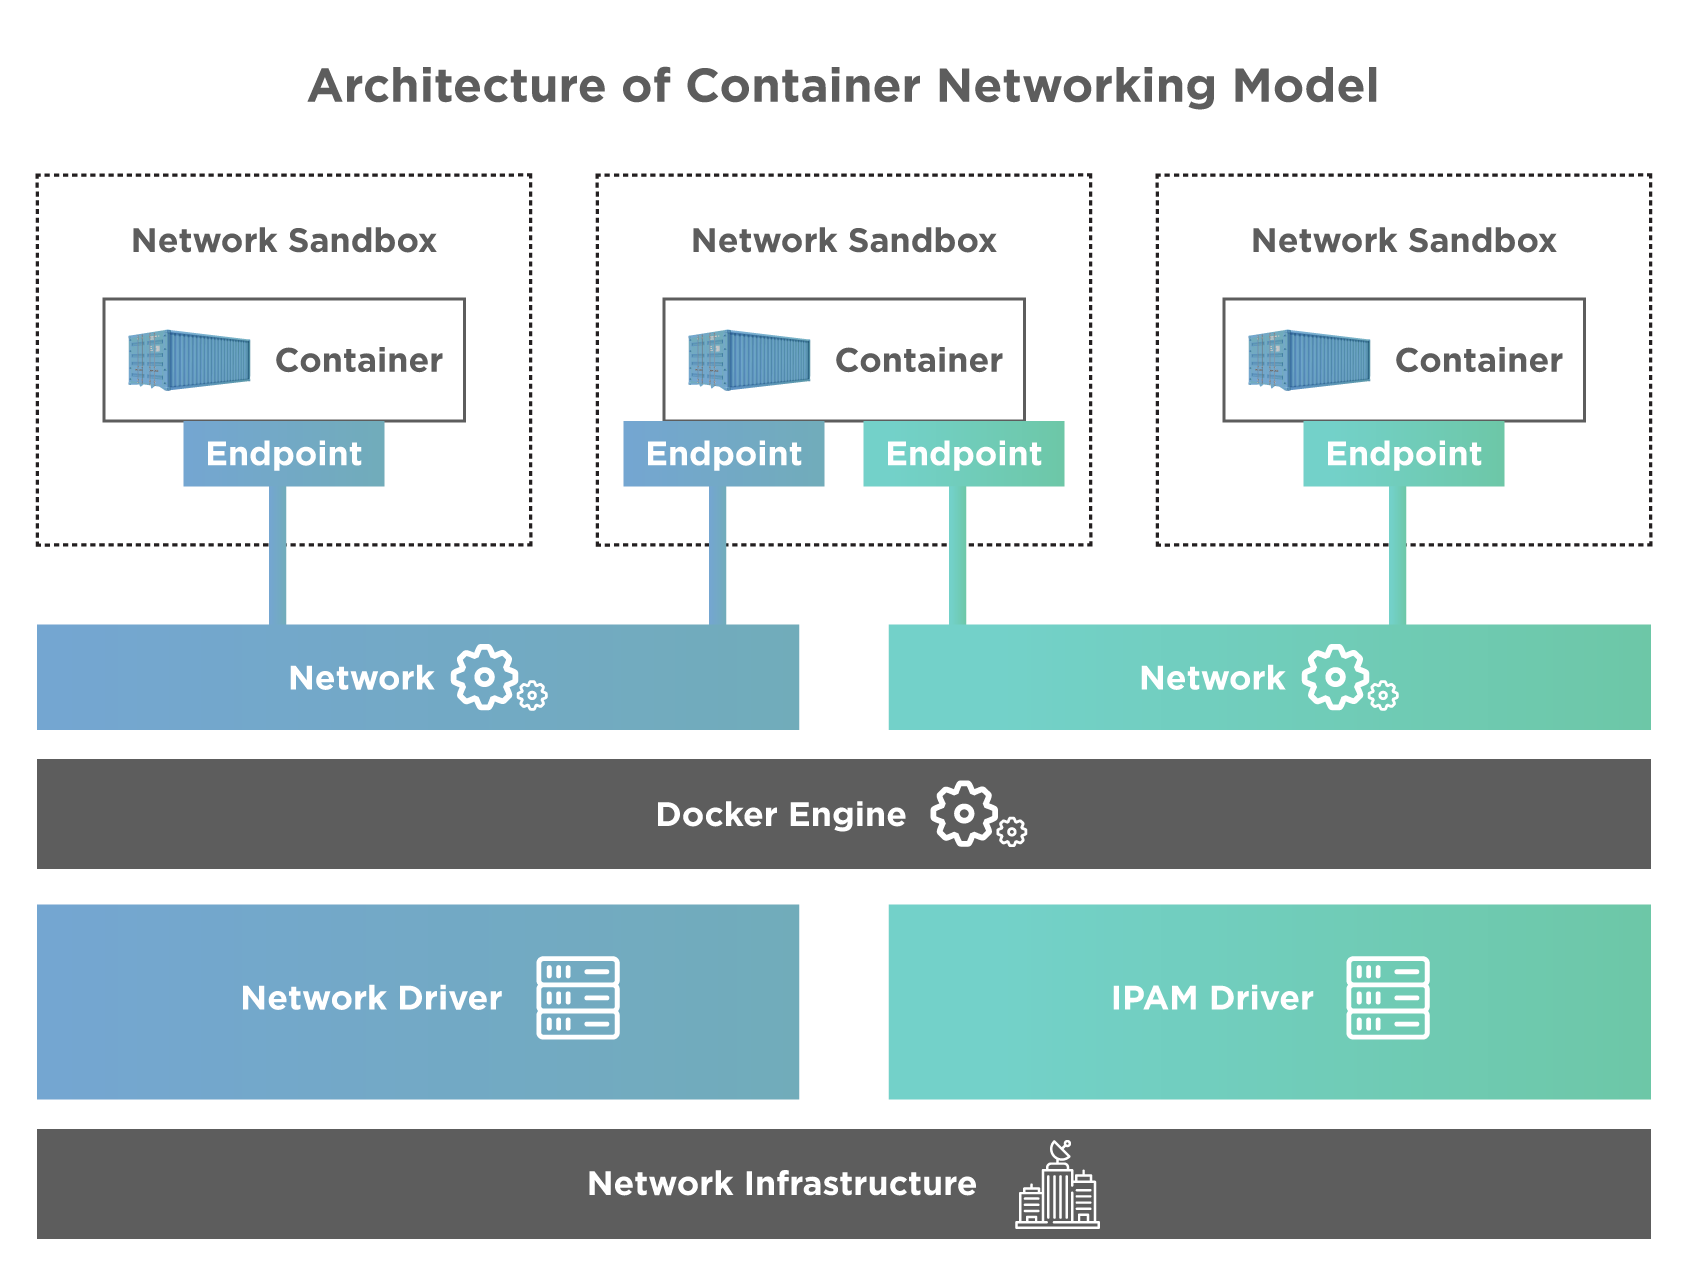 Architecture of Container Networking Model
Network Sandbox
Network Sandbox
Network Sandbox
Container
Container
Container
Endpoint
Endpoint
Endpoint
Endpoint
Network
Network
Docker Engine
Network Driver
IPAM Driver
Network Infrastructure